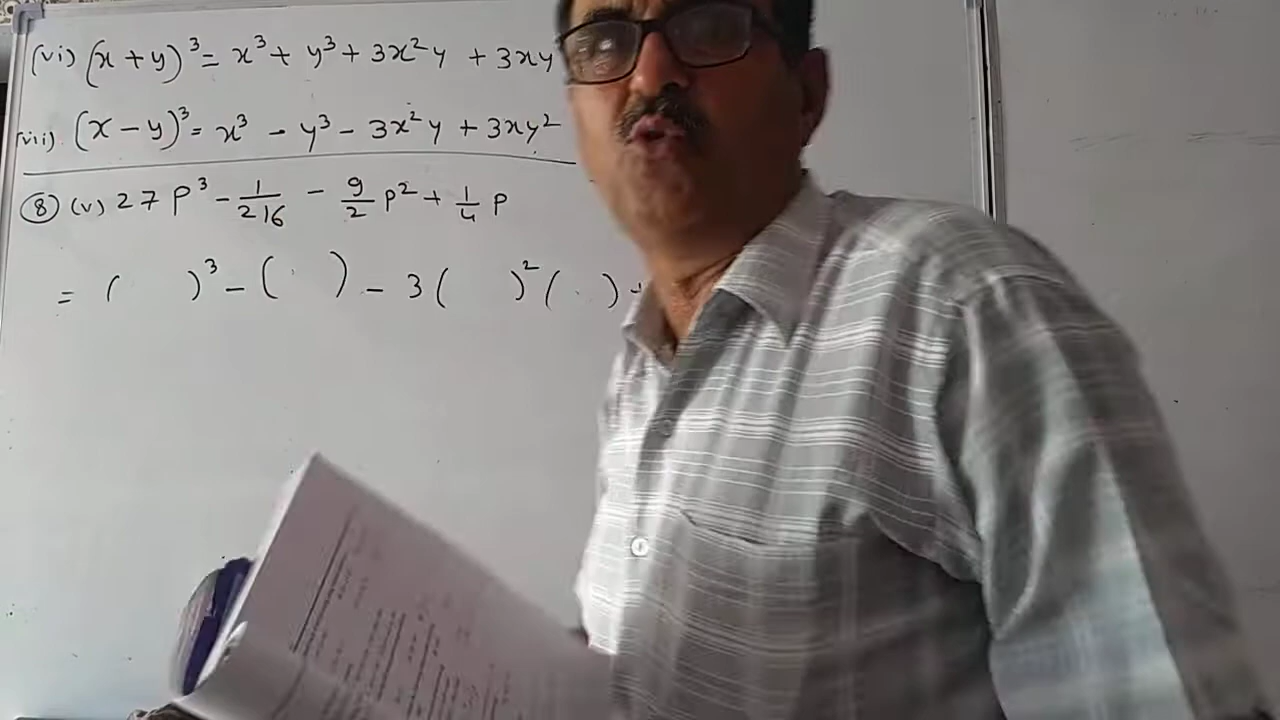 (vi) (x + y)³ = x³ + y³ + 3x²y + 3xy
(vii) (x - y)³ = x³ - y³ - 3x²y + 3xy²
⑧ (v) 27 p³ - 1/216 - 9/2 p² + 1/4 p
= ( )³ - ( ) - 3 ( )² ( ) +